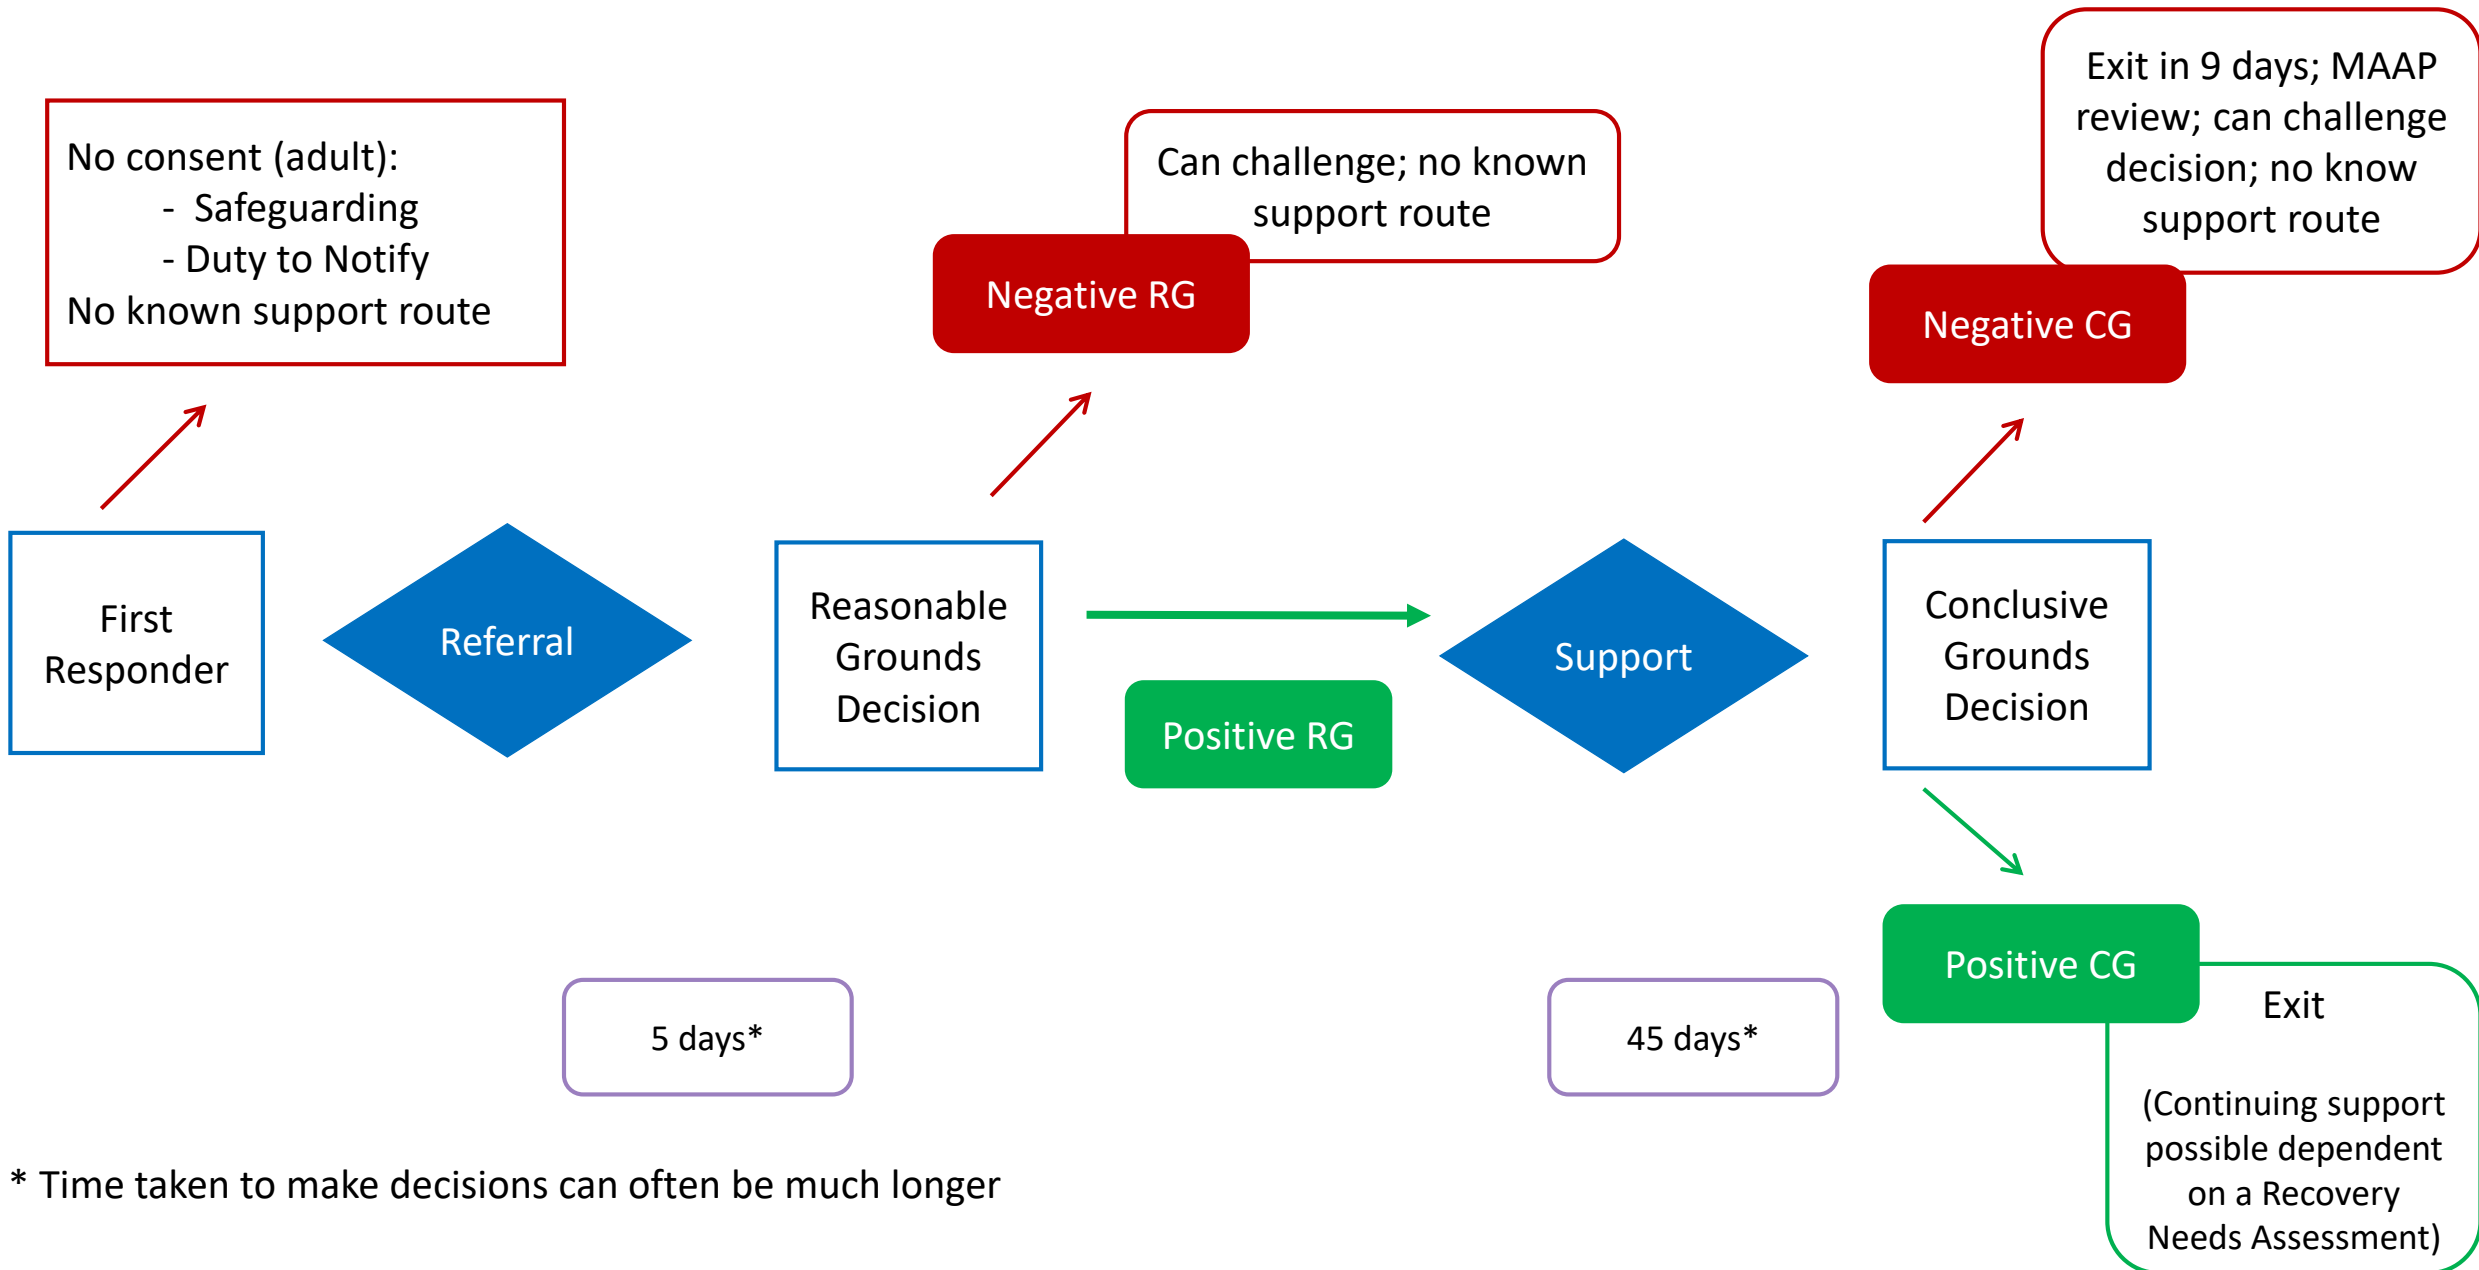 No consent (adult):
- Safeguarding
- Duty to Notify
No known support route
Can challenge; no known
support route
Negative RG
Exit in 9 days; MAAP
review; can challenge
decision; no know
support route
Negative CG
First
Responder
Referral
Reasonable
Grounds
Decision
Positive RG
Support
Conclusive
Grounds
Decision
Positive CG
Exit
(Continuing support
possible dependent
on a Recovery
Needs Assessment)
5 days*
45 days*
* Time taken to make decisions can often be much longer